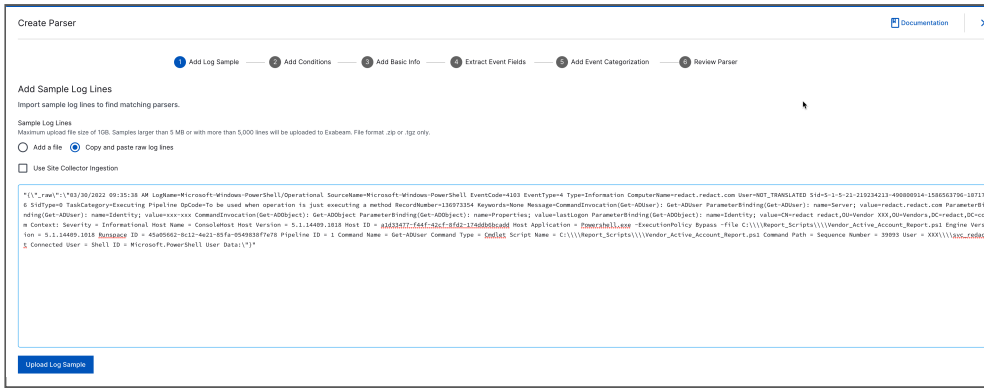 Create Parser
Documentation
1 Add Log Sample 2 Add Conditions 3 Add Basic Info 4 Extract Event Fields 5 Add Event Categorization 6 Review Parser
Add Sample Log Lines
Import sample log lines to find matching parsers.
Sample Log Lines
Maximum upload file size of 1GB. Samples larger than 5 MB or with more than 5,000 lines will be uploaded to Exabeam. File format .zip or .tgz only.
Add a file Copy and paste raw log lines
Use Site Collector Ingestion
"{\"_raw\":\"03/30/2022 09:35:38 AM LogName=Microsoft-Windows-PowerShell/Operational SourceName=Microsoft-Windows-PowerShell EventCode=4103 EventType=4 Type=Information ComputerName=redact.redact.com User=NOT_TRANSLATED Sid=S-1-5-21-219234213-490800914-1586563796-18717
6 SidType=0 TaskCategory=Executing Pipeline OpCode=To be used when operation is just executing a method RecordNumber=136973354 Keywords=None Message=CommandInvocation(Get-ADUser): Get-ADUser ParameterBinding(Get-ADUser): name=Server; value=redact.redact.com ParameterBi
nding(Get-ADUser): name=Identity; value=xxx-xxx CommandInvocation(Get-ADObject): Get-ADObject ParameterBinding(Get-ADObject): name=Properties; value=lastLogon ParameterBinding(Get-ADObject): name=Identity; value=CN=redact redact,OU=Vendor XXX,OU=Vendors,DC=redact,DC=co
m Context: Severity = Informational Host Name = ConsoleHost Host Version = 5.1.14409.1018 Host ID = a1d33477-f44f-42cf-8fd2-174ddb6bcadd Host Application = Powershell.exe -ExecutionPolicy Bypass -file C:\\\\Report_Scripts\\\\Vendor_Active_Account_Report.ps1 Engine Vers
ion = 5.1.14409.1018 Runspace ID = 45a05662-8c12-4e21-85fa-0549838f7e78 Pipeline ID = 1 Command Name = Get-ADUser Command Type = Cmdlet Script Name = C:\\\\Report_Scripts\\\\Vendor_Active_Account_Report.ps1 Command Path = Sequence Number = 39093 User = XXX\\\\svc_redac
t Connected User = Shell ID = Microsoft.PowerShell User Data:\"}"
Upload Log Sample